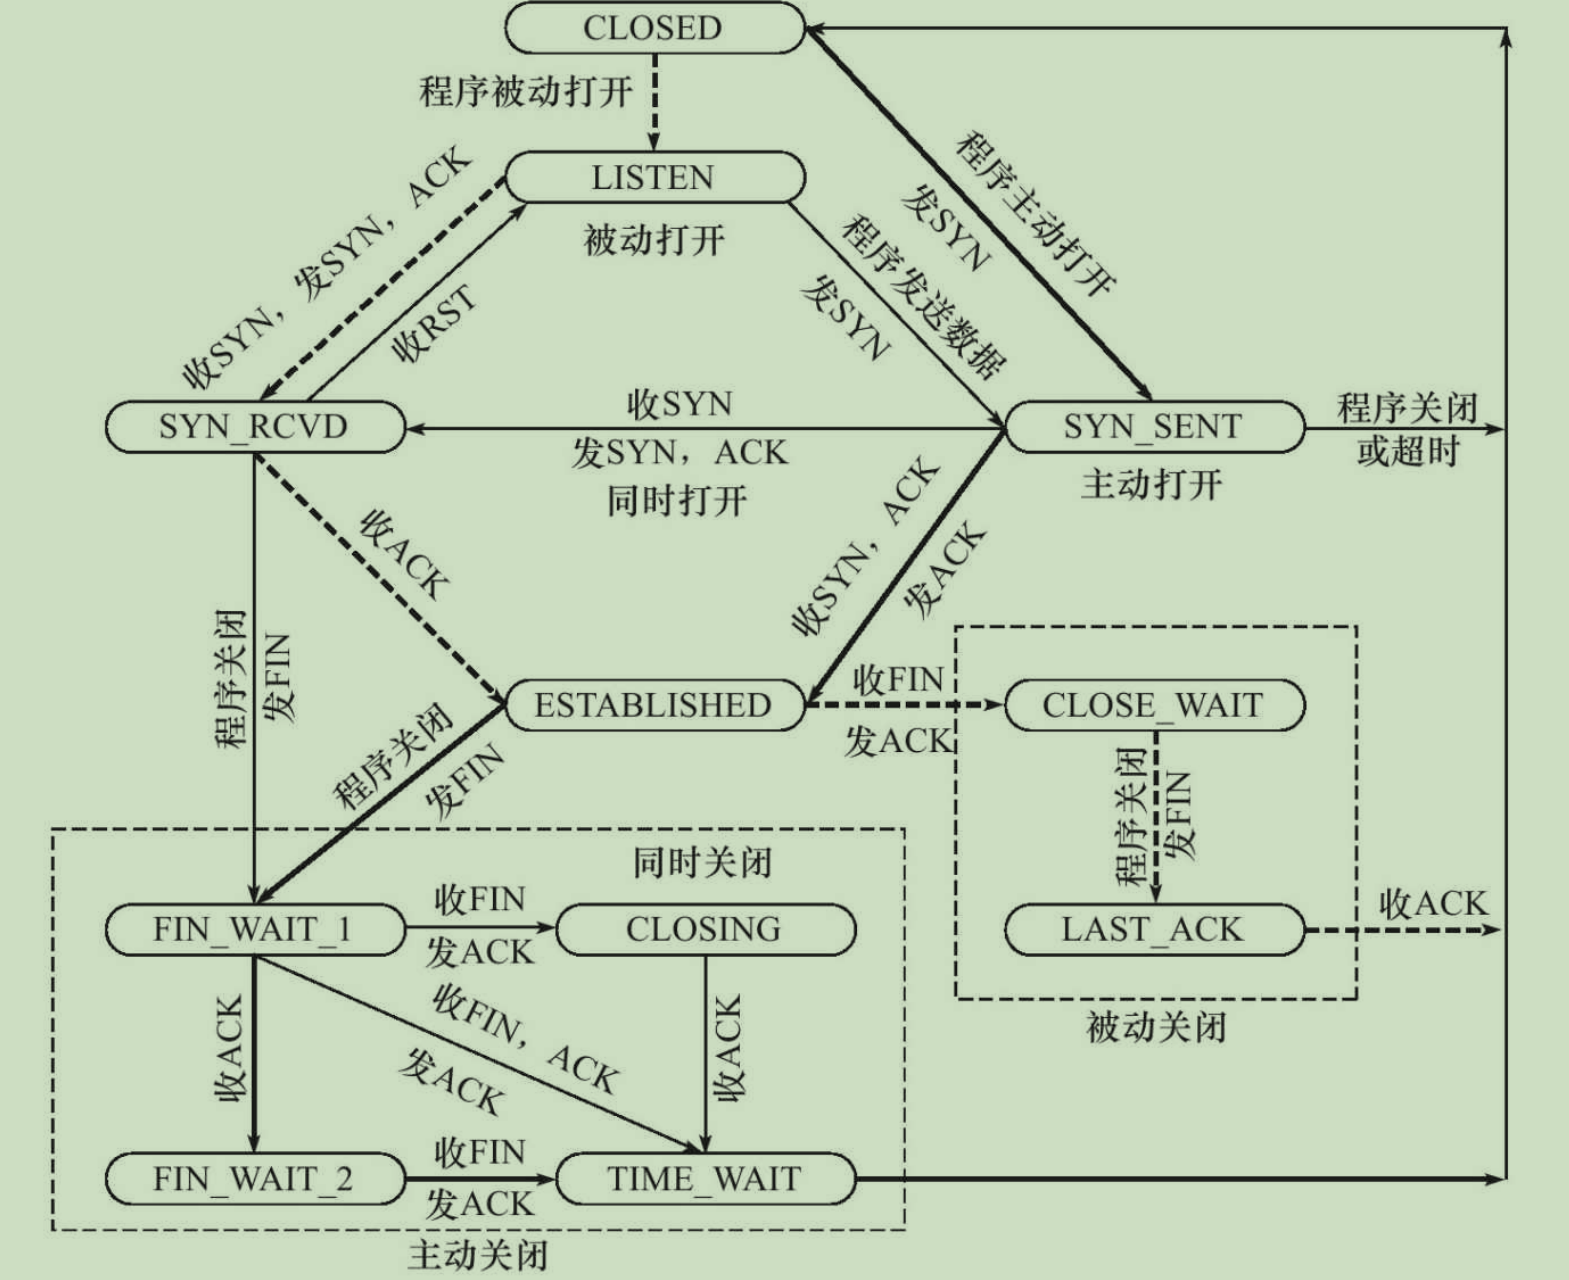 CLOSED
程序被动打开
LISTEN
被动打开
收SYN，发SYN，ACK
收RST
程序发送数据
发SYN
程序主动打开
发SYN
SYN_RCVD
收SYN
发SYN，ACK
同时打开
SYN_SENT
主动打开
程序关闭
或超时
收ACK
收SYN，ACK
发ACK
程序关闭
发FIN
ESTABLISHED
收FIN
发ACK
CLOSE_WAIT
程序关闭
发FIN
程序关闭
发FIN
同时关闭
FIN_WAIT_1
收FIN
发ACK
CLOSING
LAST_ACK
收ACK
被动关闭
收ACK
收FIN，ACK
发ACK
收ACK
FIN_WAIT_2
收FIN
发ACK
TIME_WAIT
主动关闭